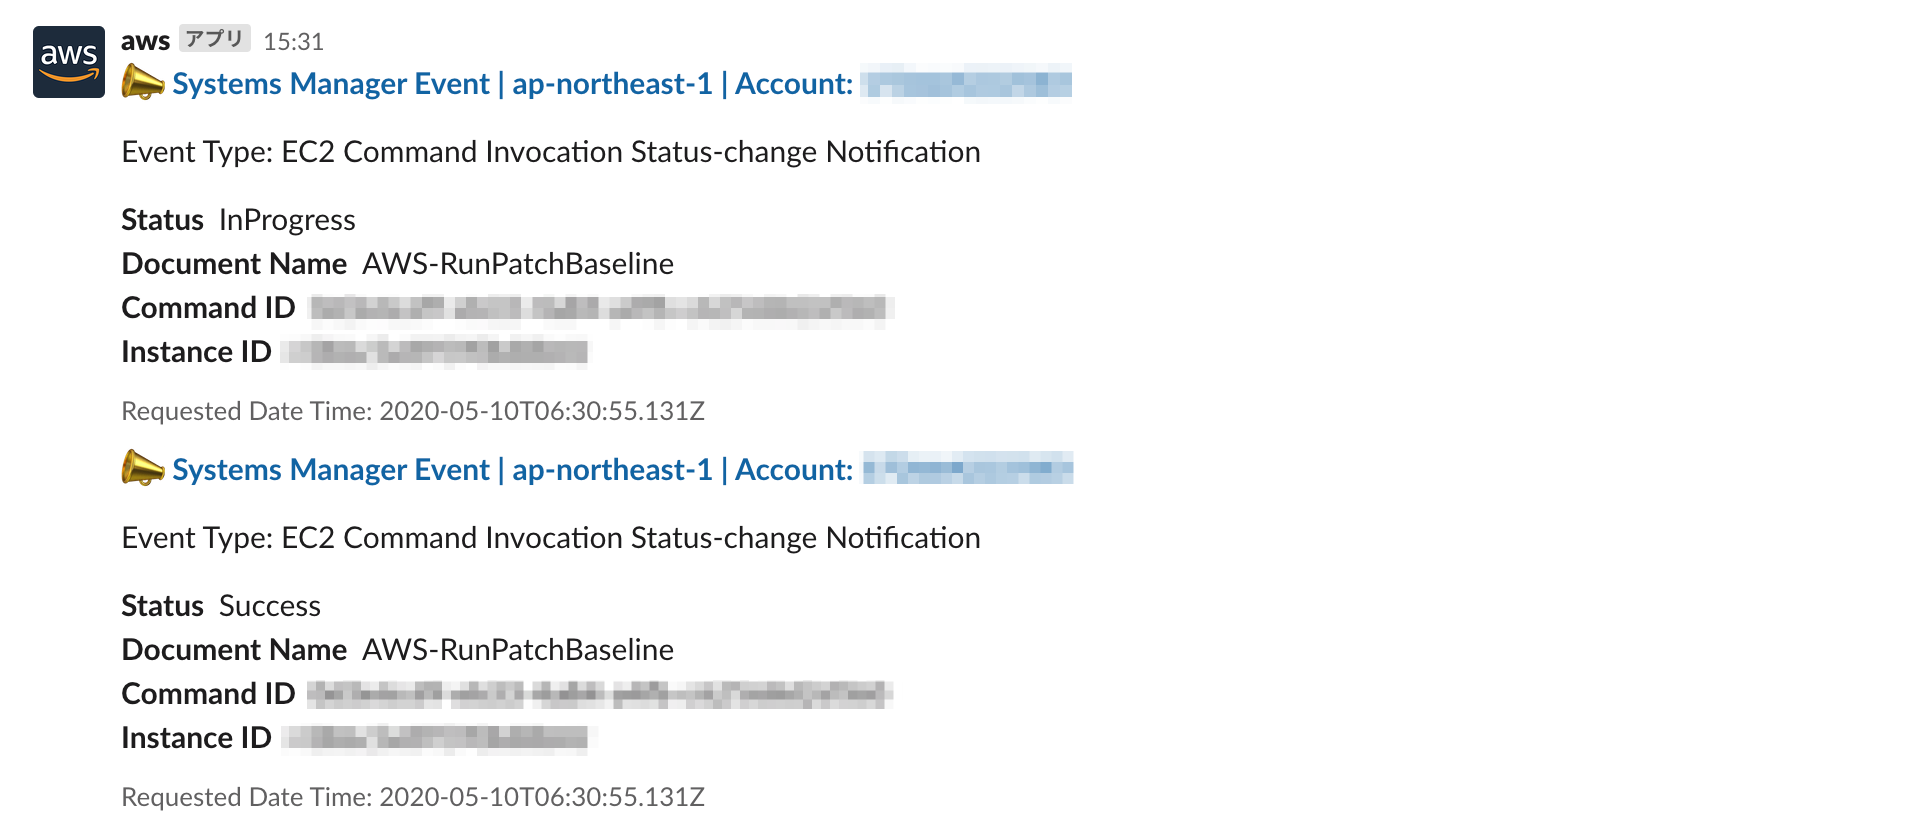 aws
aws アプリ 15:31
Systems Manager Event | ap-northeast-1 | Account:
Event Type: EC2 Command Invocation Status-change Notification
Status InProgress
Document Name AWS-RunPatchBaseline
Command ID
Instance ID
Requested Date Time: 2020-05-10T06:30:55.131Z
Systems Manager Event | ap-northeast-1 | Account:
Event Type: EC2 Command Invocation Status-change Notification
Status Success
Document Name AWS-RunPatchBaseline
Command ID
Instance ID
Requested Date Time: 2020-05-10T06:30:55.131Z